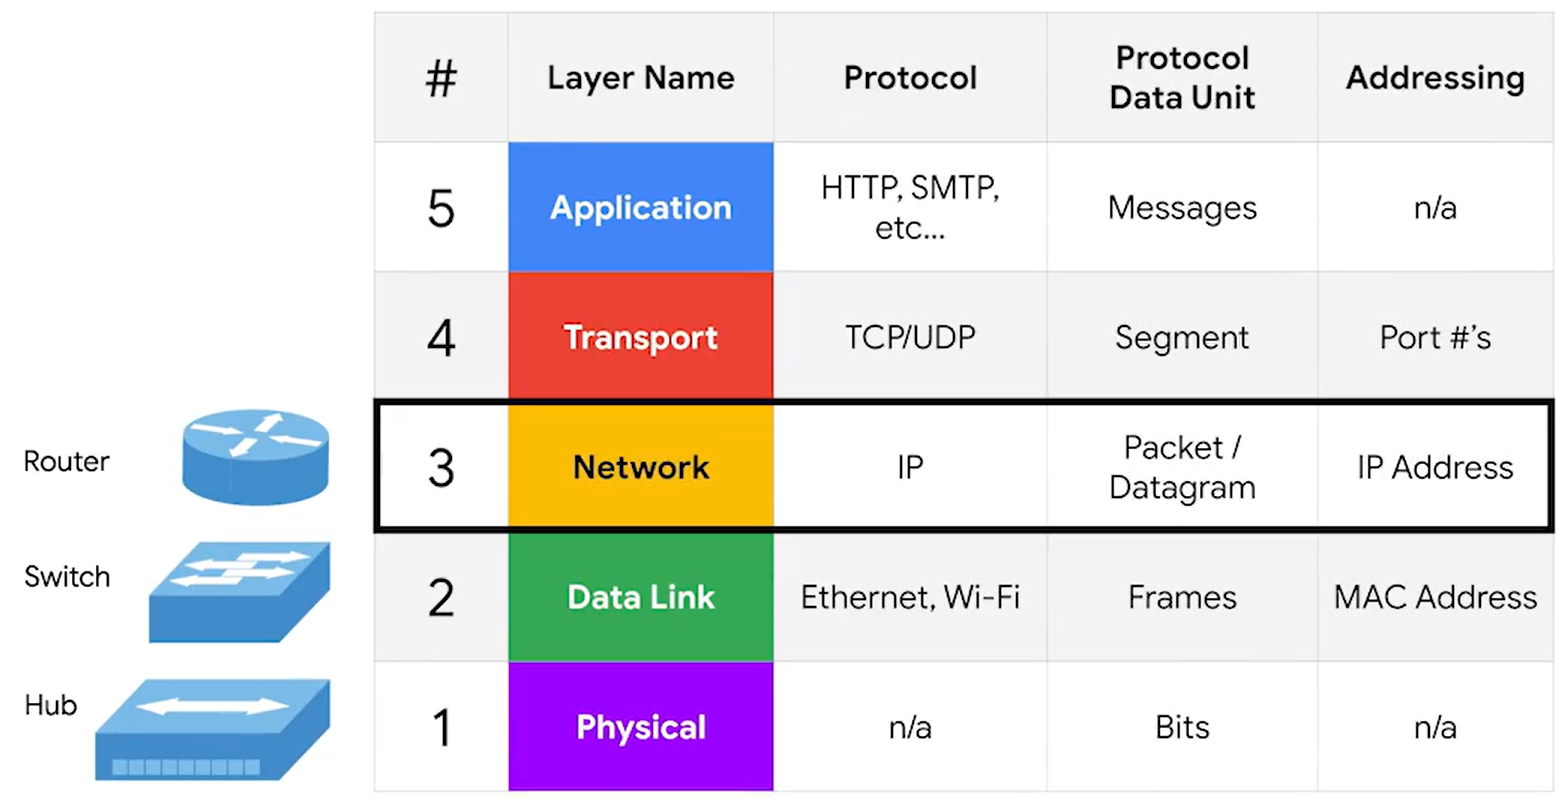 # Layer Name Protocol Protocol Data Unit Addressing
5 Application HTTP, SMTP, etc... Messages n/a
4 Transport TCP/UDP Segment Port #’s
Router 3 Network IP Packet / Datagram IP Address
Switch 2 Data Link Ethernet, Wi-Fi Frames MAC Address
Hub 1 Physical n/a Bits n/a